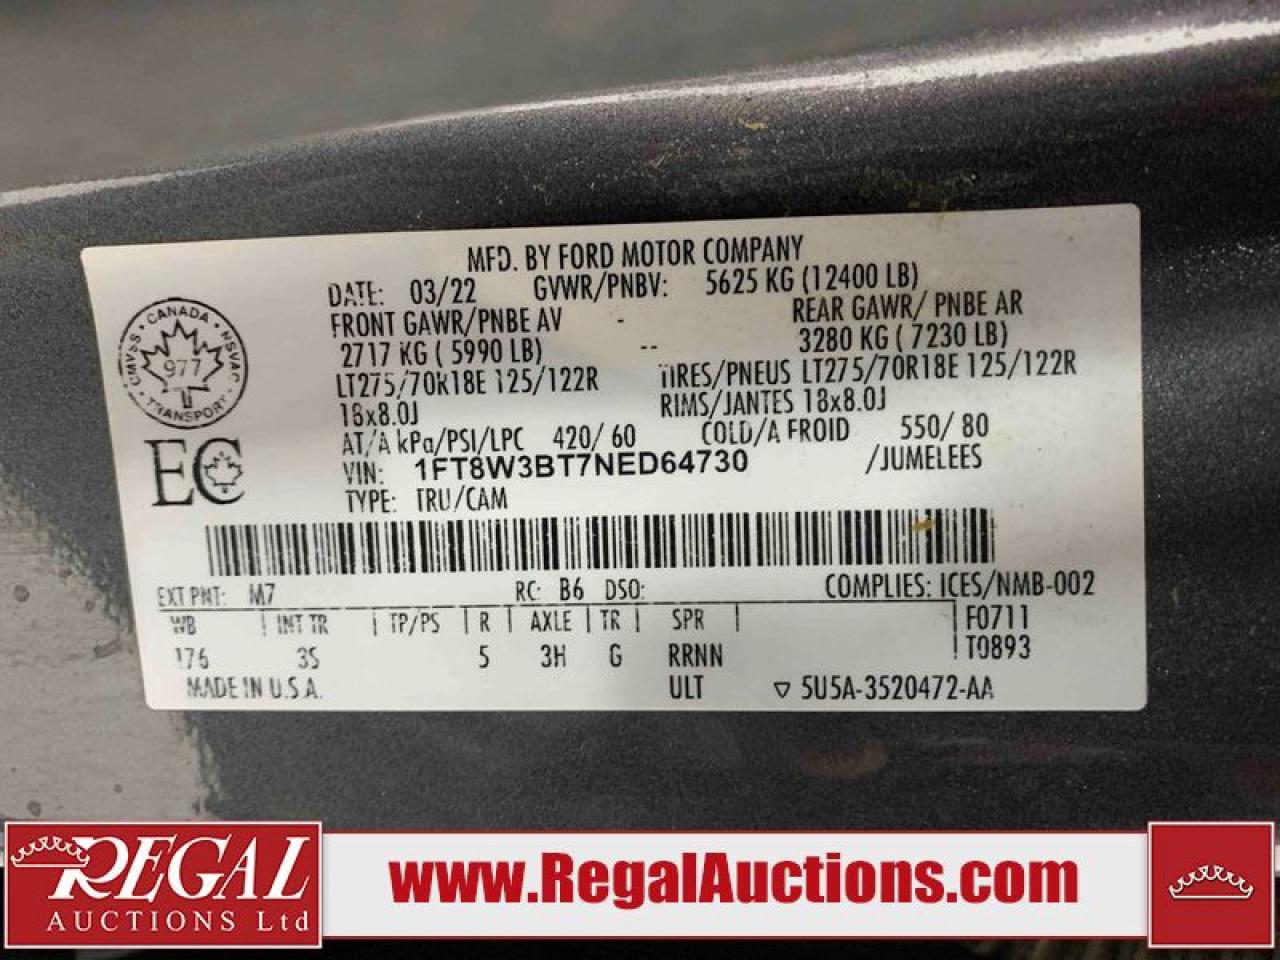 MFD. BY FORD MOTOR COMPANY
DATE: 03/22 GVWR/PNBV: 5625 KG (12400 LB)
FRONT GAWR/PNBE AV - REAR GAWR/ PNBE AR
2717 KG ( 5990 LB) -- 3280 KG ( 7230 LB)
LT275/70R18E 125/122R TIRES/PNEUS LT275/70R18E 125/122R
18x8.0J RIMS/JANTES 18x8.0J
AT/A kPa/PSI/LPC 420/ 60 COLD/A FROID 550/ 80
VIN: 1FT8W3BT7NED64730 /JUMELEES
TYPE: TRU/CAM
CANADA
CMVSS NSVAC
977
TRANSPORT
EC
EXT PNT: M7 RC: B6 DSO: COMPLIES: ICES/NMB-002
WB | INT TR | TP/PS | R | AXLE | TR | SPR | F0711
176 3S 5 3H G RRNN | T0893
MADE IN U.S.A. ULT ▽ 5U5A-3520472-AA
REGAL
AUCTIONS Ltd
www.RegalAuctions.com